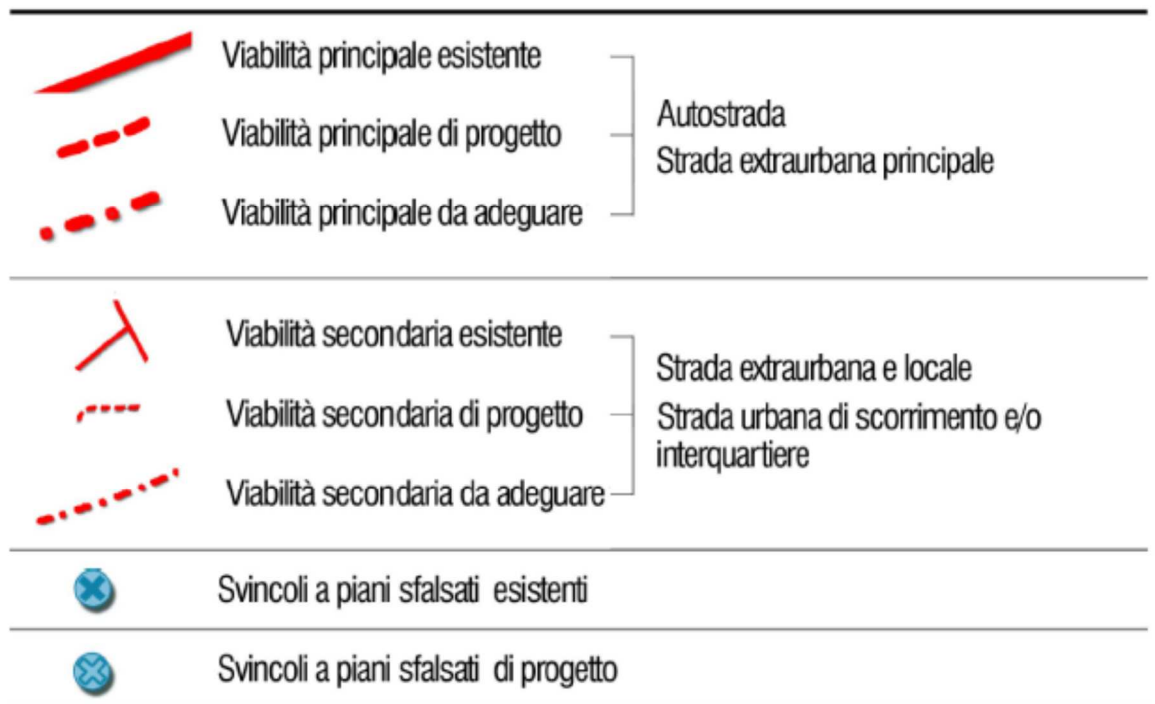 Viabilità principale esistente
Viabilità principale di progetto
Viabilità principale da adeguare
Autostrada
Strada extraurbana principale
Viabilità secondaria esistente
Viabilità secondaria di progetto
Viabilità secondaria da adeguare
Strada extraurbana e locale
Strada urbana di scorrimento e/o
interquartiere
Svincoli a piani sfalsati esistenti
Svincoli a piani sfalsati di progetto